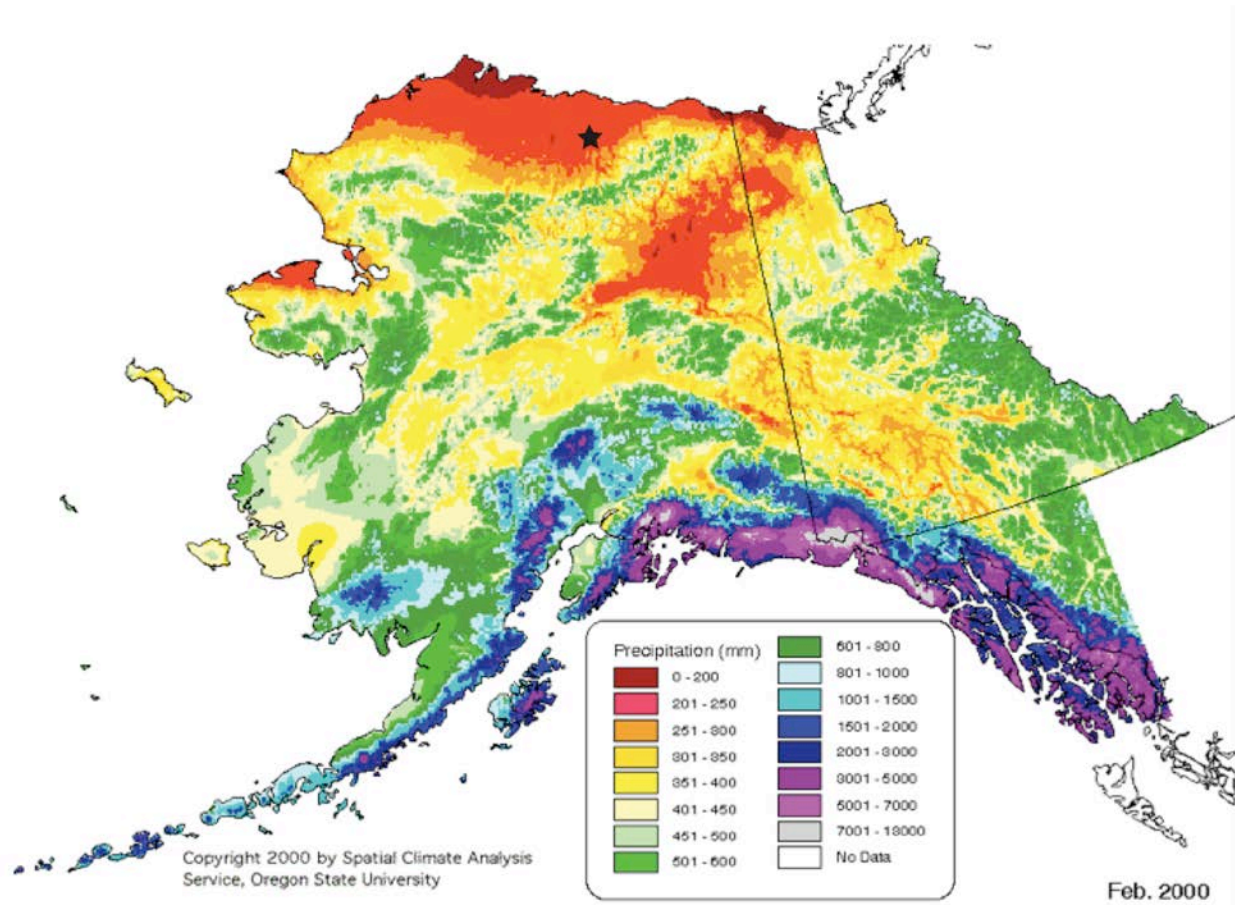 Precipitation (mm)
0 - 200
201 - 250
251 - 300
301 - 350
351 - 400
401 - 450
451 - 500
501 - 600
601 - 800
801 - 1000
1001 - 1500
1501 - 2000
2001 - 3000
3001 - 5000
5001 - 7000
7001 - 13000
No Data
Copyright 2000 by Spatial Climate Analysis
Service, Oregon State University
Feb. 2000